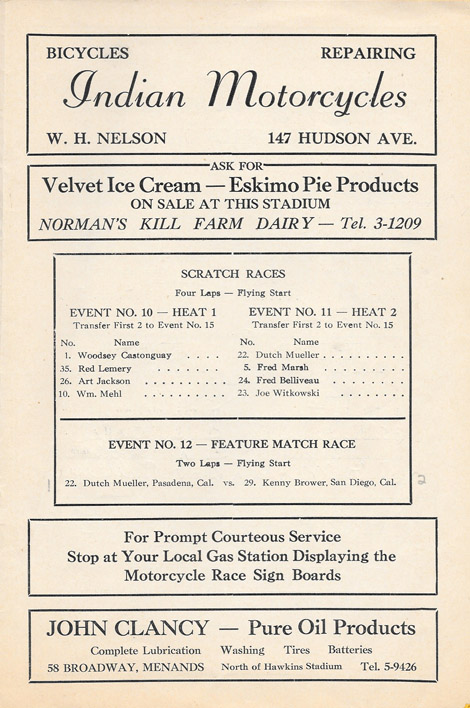 BICYCLES REPAIRING
Indian Motorcycles
W. H. NELSON 147 HUDSON AVE.
ASK FOR
Velvet Ice Cream — Eskimo Pie Products
ON SALE AT THIS STADIUM
NORMAN'S KILL FARM DAIRY — Tel. 3-1209
SCRATCH RACES
Four Laps — Flying Start
EVENT NO. 10 — HEAT 1
Transfer First 2 to Event No. 15
No. Name
1. Woodsey Castonguay . . . .
35. Red Lemery . . . . . . .
26. Art Jackson . . . . . . . . . .
10. Wm. Mehl . . . . . . . . . .
EVENT NO. 11 — HEAT 2
Transfer First 2 to Event No. 15
No. Name
22. Dutch Mueller . . . . . . . . .
5. Fred Marsh . . . . . . . . .
24. Fred Belliveau . . . . . . . .
23. Joe Witkowski . . . . . . . .
EVENT NO. 12 — FEATURE MATCH RACE
Two Laps — Flying Start
1 22. Dutch Mueller, Pasadena, Cal. vs. 29. Kenny Brower, San Diego, Cal. 2
For Prompt Courteous Service
Stop at Your Local Gas Station Displaying the
Motorcycle Race Sign Boards
JOHN CLANCY — Pure Oil Products
Complete Lubrication Washing Tires Batteries
58 BROADWAY, MENANDS North of Hawkins Stadium Tel. 5-9426